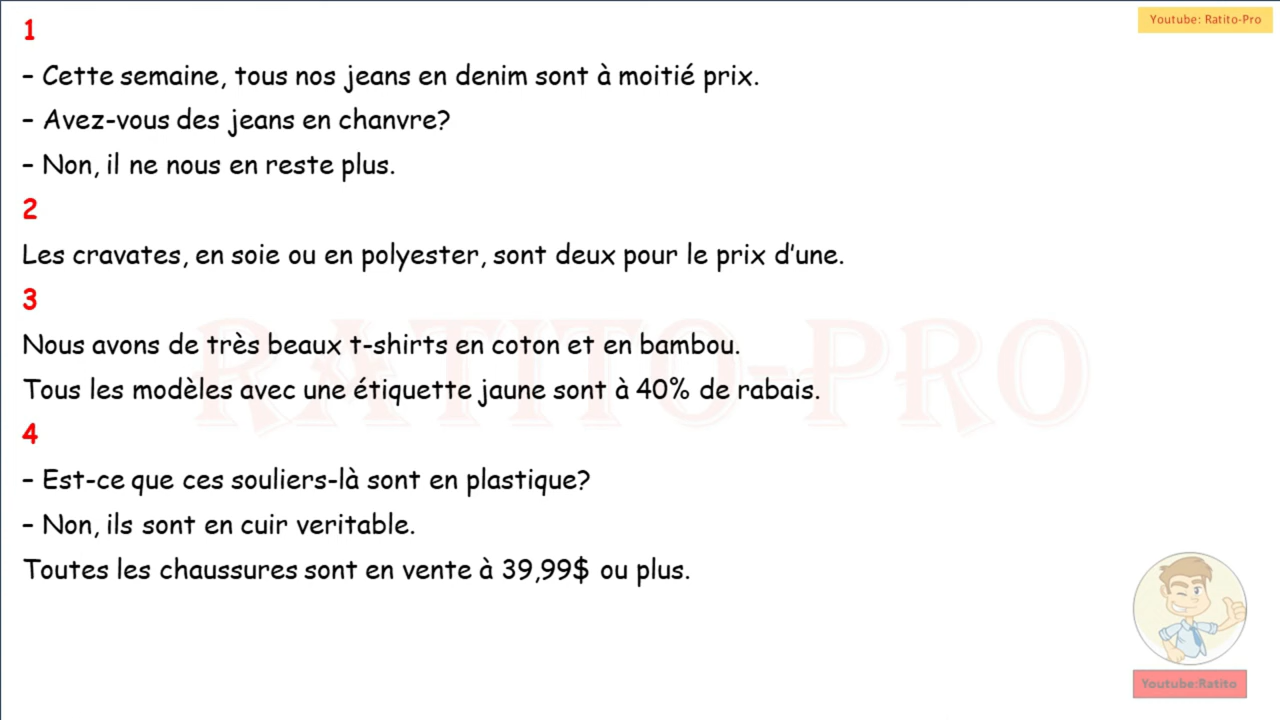 Youtube: Ratito-Pro
1
– Cette semaine, tous nos jeans en denim sont à moitié prix.
– Avez-vous des jeans en chanvre?
– Non, il ne nous en reste plus.
2
Les cravates, en soie ou en polyester, sont deux pour le prix d’une.
3
Nous avons de très beaux t-shirts en coton et en bambou.
Tous les modèles avec une étiquette jaune sont à 40% de rabais.
RATITO-PRO
4
– Est-ce que ces souliers-là sont en plastique?
– Non, ils sont en cuir veritable.
Toutes les chaussures sont en vente à 39,99$ ou plus.
Youtube:Ratito